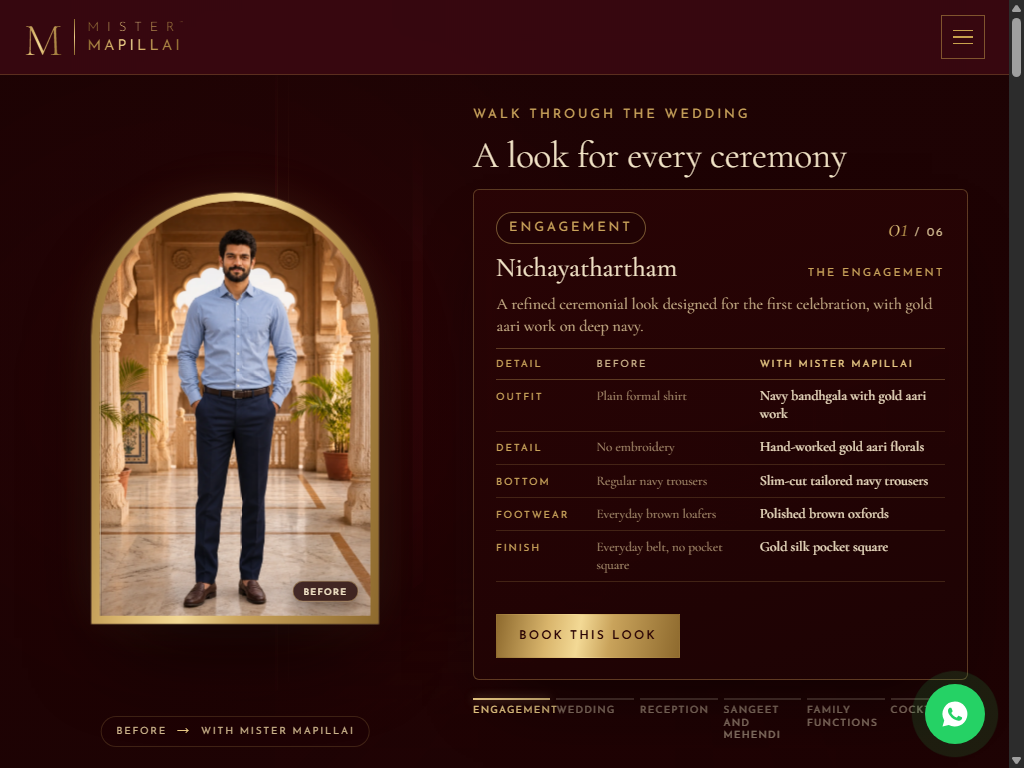 M
MISTER
MAPILLAI
WALK THROUGH THE WEDDING
A look for every ceremony
ENGAGEMENT
01 / 06
Nichayathartham
THE ENGAGEMENT
A refined ceremonial look designed for the first celebration, with gold
aari work on deep navy.
DETAIL BEFORE WITH MISTER MAPILLAI
OUTFIT Plain formal shirt Navy bandhgala with gold aari
work
DETAIL No embroidery Hand-worked gold aari florals
BOTTOM Regular navy trousers Slim-cut tailored navy trousers
FOOTWEAR Everyday brown loafers Polished brown oxfords
FINISH Everyday belt, no pocket Gold silk pocket square
square
BEFORE
BOOK THIS LOOK
ENGAGEMENT WEDDING RECEPTION SANGEET FAMILY
AND FUNCTIONS
MEHENDI
BEFORE → WITH MISTER MAPILLAI